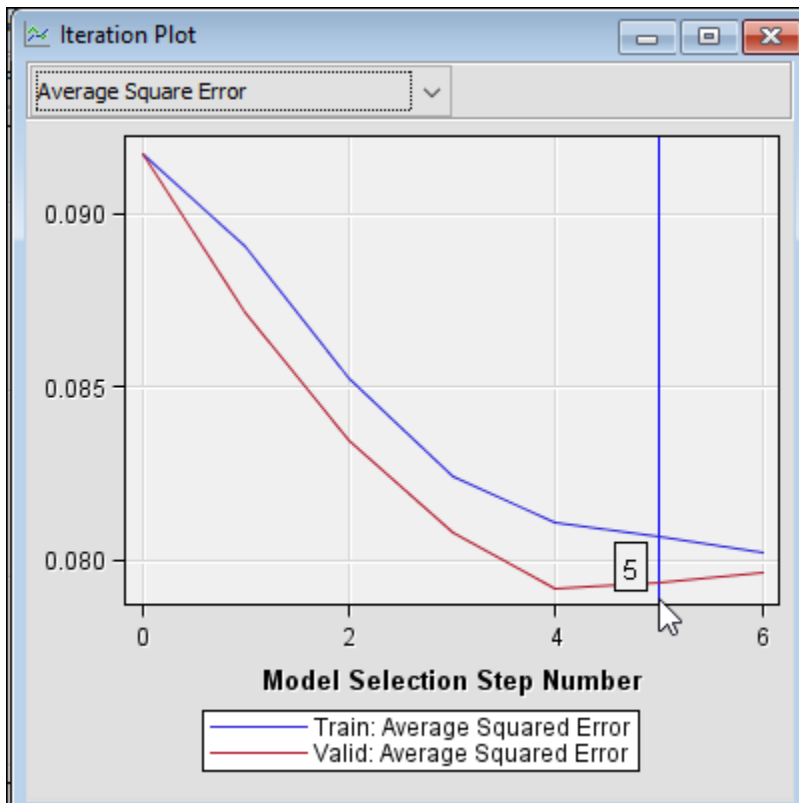 Iteration Plot
Average Square Error
0.090
0.085
0.080
5
0 2 4 6
Model Selection Step Number
Train: Average Squared Error
Valid: Average Squared Error